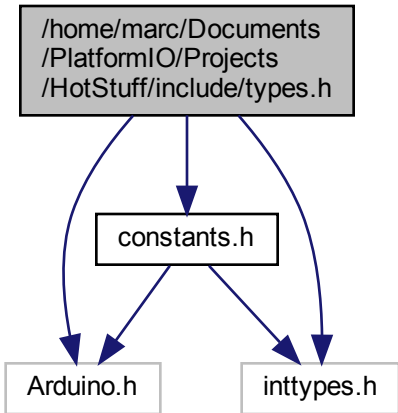 /home/marc/Documents
/PlatformIO/Projects
/HotStuff/include/types.h
constants.h
Arduino.h
inttypes.h